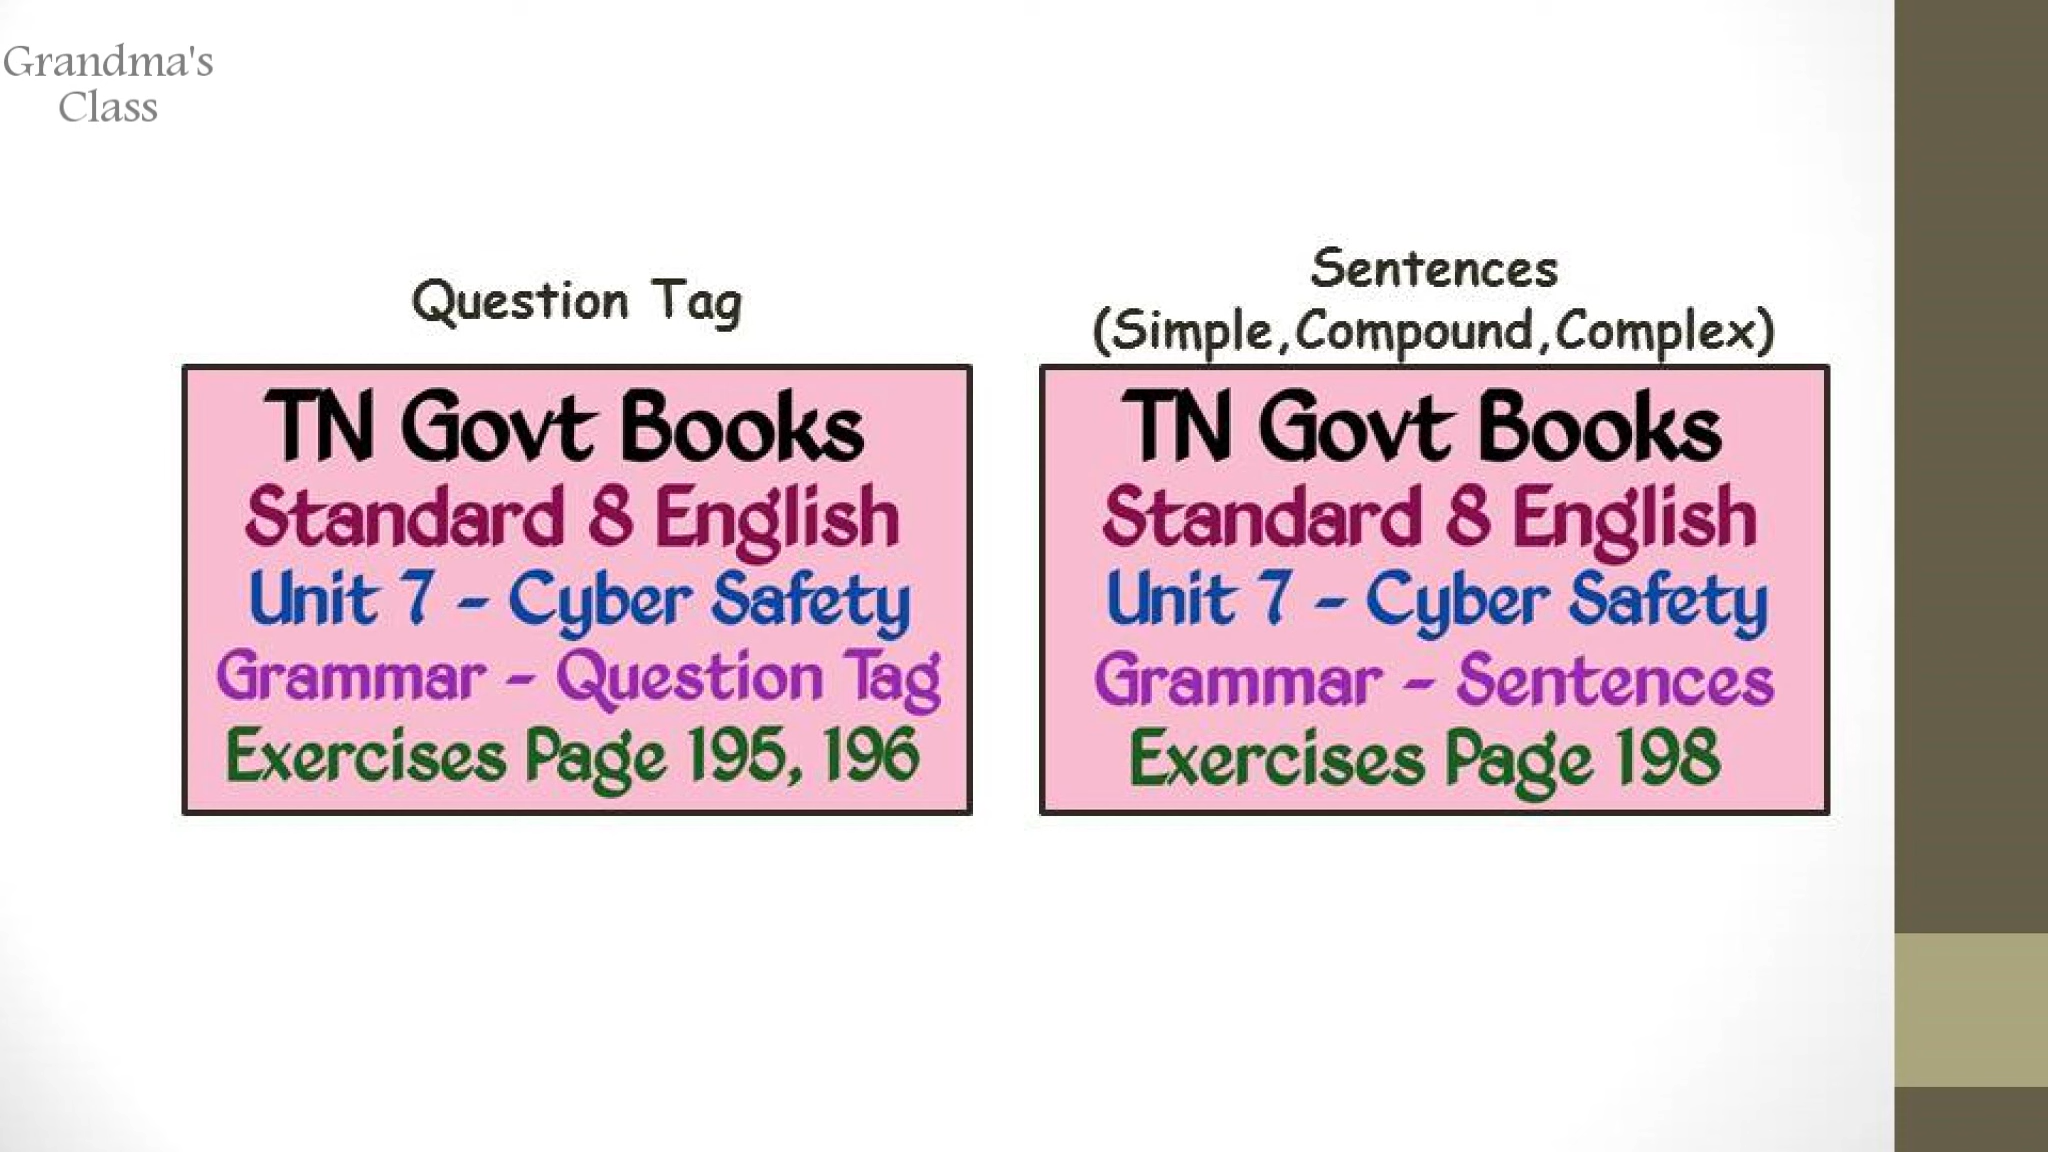 Grandma's
Class
Question Tag
TN Govt Books
Standard 8 English
Unit 7 - Cyber Safety
Grammar - Question Tag
Exercises Page 195, 196
Sentences
(Simple,Compound,Complex)
TN Govt Books
Standard 8 English
Unit 7 - Cyber Safety
Grammar - Sentences
Exercises Page 198